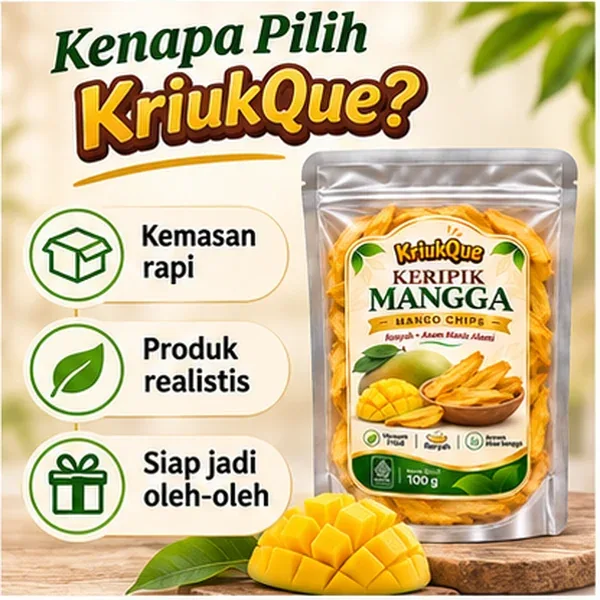 Kenapa Pilih
KriukQue?
Kemasan
rapi
Produk
realistis
Siap jadi
oleh-oleh
KriukQue
KERIPIK
MANGGA
MANGO CHIPS
100 g